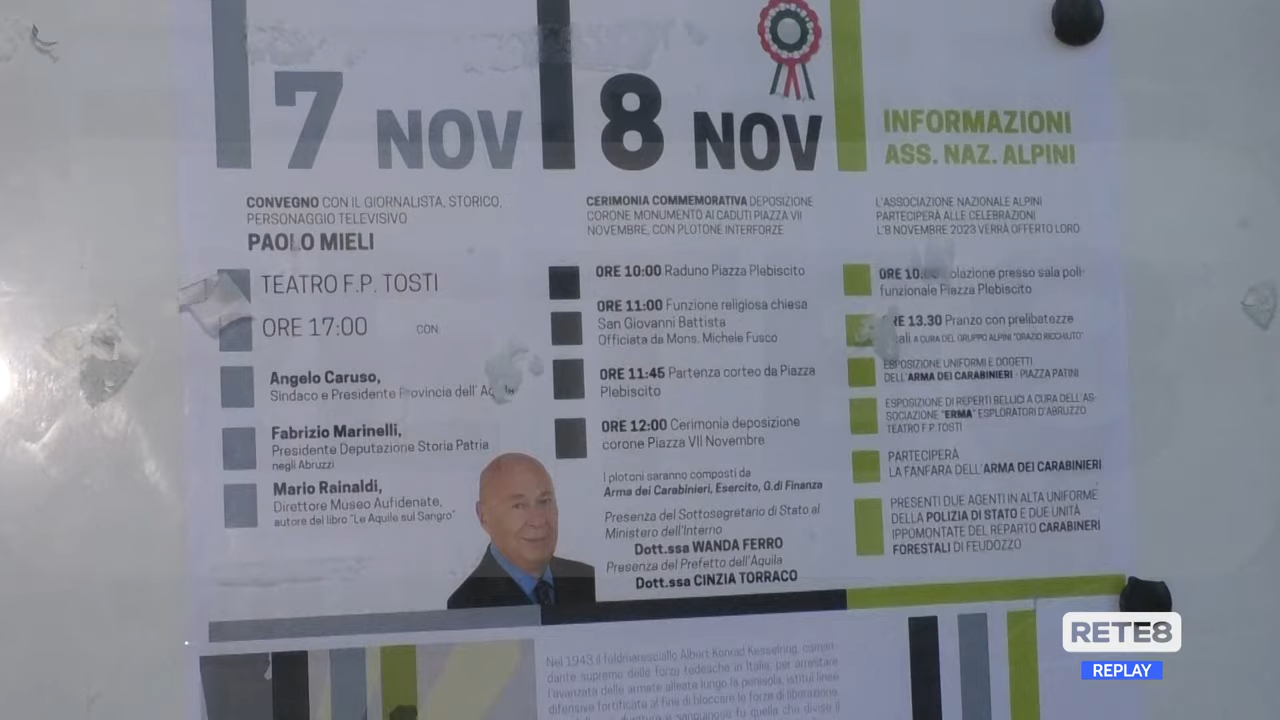 7 NOV
CONVEGNO CON IL GIORNALISTA, STORICO,
PERSONAGGIO TELEVISIVO
PAOLO MIELI
TEATRO F.P. TOSTI
ORE 17:00 CON:
Angelo Caruso,
Sindaco e Presidente Provincia dell'
Fabrizio Marinelli,
Presidente Deputazione Storia Patria
negli Abruzzi
Mario Rainaldi,
Direttore Museo Aufidenate,
autore del libro "Le Aquile sul Sangro"
8 NOV
CERIMONIA COMMEMORATIVA DEPOSIZIONE
CORONE MONUMENTO AI CADUTI PIAZZA VII
NOVEMBRE, CON PLOTONE INTERFORZE
ORE 10:00 Raduno Piazza Plebiscito
ORE 11:00 Funzione religiosa chiesa
San Giovanni Battista
Officiata da Mons. Michele Fusco
ORE 11:45 Partenza corteo da Piazza
Plebiscito
ORE 12:00 Cerimonia deposizione
corone Piazza VII Novembre
I plotoni saranno composti da
Arma dei Carabinieri, Esercito, G.di Finanza
Presenza del Sottosegretario di Stato al
Ministero dell'Interno
Dott.ssa WANDA FERRO
Presenza del Prefetto dell'Aquila
Dott.ssa CINZIA TORRACO
INFORMAZIONI
ASS. NAZ. ALPINI
L'ASSOCIAZIONE NAZIONALE ALPINI
PARTECIPERÀ ALLE CELEBRAZIONI
L'8 NOVEMBRE 2023 VERRÀ OFFERTO LORO
ORE presso sala poli-
funzionale Piazza Plebiscito
13.30 Pranzo con prelibatezze
A CURA DEL GRUPPO ALPINI "ORAZIO RICCHIUTO"
ESPOSIZIONE UNIFORMI E OGGETTI
DELL'ARMA DEI CARABINIERI - PIAZZA PATINI
ESPOSIZIONE DI REPERTI BELLICI A CURA DELL'AS-
SOCIAZIONE "ERMA" ESPLORATORI D'ABRUZZO
TEATRO F.P. TOSTI
PARTECIPERÀ
LA FANFARA DELL'ARMA DEI CARABINIERI
PRESENTI DUE AGENTI IN ALTA UNIFORME
DELLA POLIZIA DI STATO E DUE UNITÀ
IPPOMONTATE DEL REPARTO CARABINIERI
FORESTALI DI FEUDOZZO
Nel 1943 il feldmaresciallo Albert Konrad Kesselring, coman-
dante supremo delle forze tedesche in Italia, per arrestare
l'avanzata delle armate alleate lungo la penisola, istituì linee
difensive fortificate al fine di bloccare le forze di liberazione
sanguinose fu quella che divise il
RETE8
REPLAY